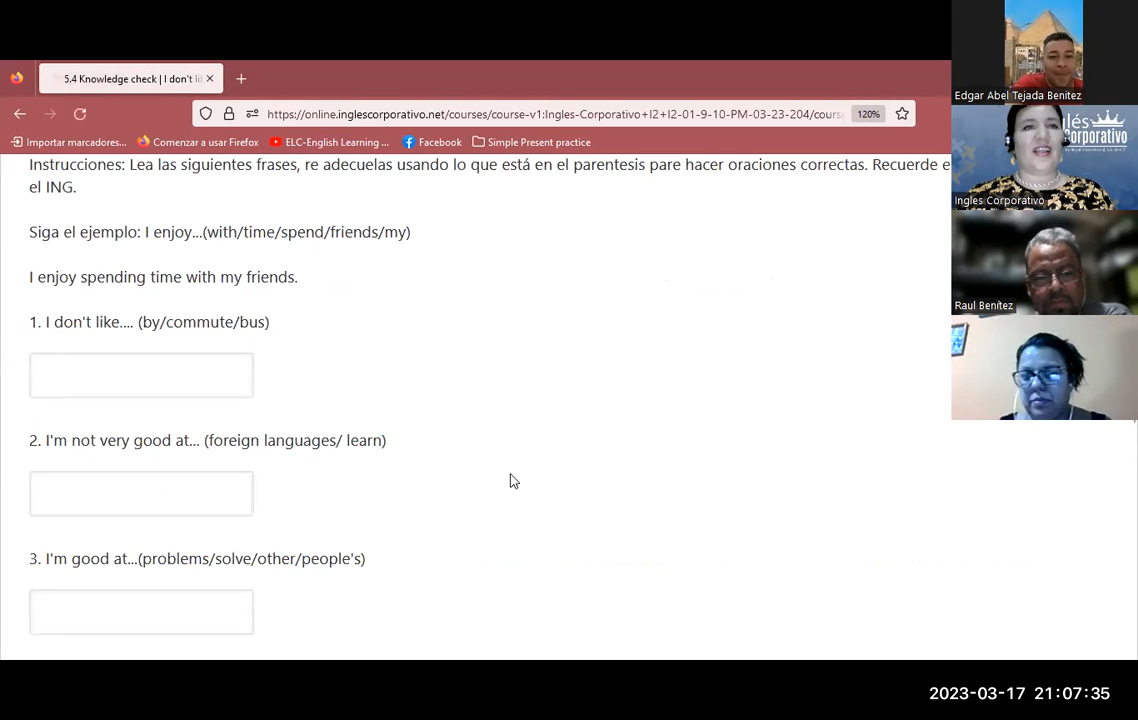 Edgar Abel Tejada Benitez
5.4 Knowledge check | I don't li
https://online.inglescorporativo.net/courses/course-v1:Ingles-Corporativo+I2+I2-01-9-10-PM-03-23-204/cours
120%
Importar marcadores...
Comenzar a usar Firefox
ELC-English Learning ...
Facebook
Simple Present practice
glés
Corporativo
Ingles Corporativo
Instrucciones: Lea las siguientes frases, re adecuelas usando lo que está en el parentesis pare hacer oraciones correctas. Recuerde e
el ING.
Siga el ejemplo: I enjoy...(with/time/spend/friends/my)
I enjoy spending time with my friends.
Raul Benítez
1. I don't like.... (by/commute/bus)
2. I'm not very good at... (foreign languages/ learn)
3. I'm good at...(problems/solve/other/people's)
2023-03-17 21:07:35